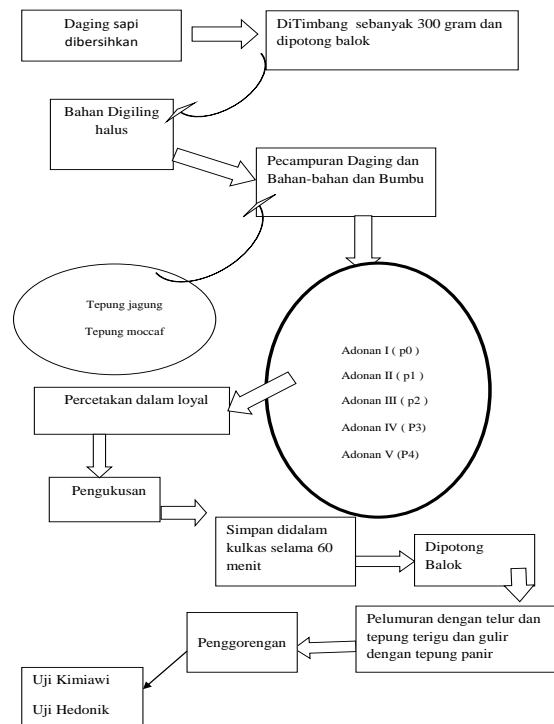 Daging sapi
dibersihkan
DiTimbang sebanyak 300 gram dan
dipotong balok
Bahan Digiling
halus
Pecampuran Daging dan
Bahan-bahan dan Bumbu
Tepung jagung
Tepung moccaf
Adonan I ( p0 )
Adonan II ( p1 )
Adonan III ( p2 )
Adonan IV ( P3)
Adonan V (P4)
Percetakan dalam loyal
Pengukusan
Simpan didalam
kulkas selama 60
menit
Dipotong
Balok
Pelumuran dengan telur dan
tepung terigu dan gulir
dengan tepung panir
Penggorengan
Uji Kimiawi
Uji Hedonik